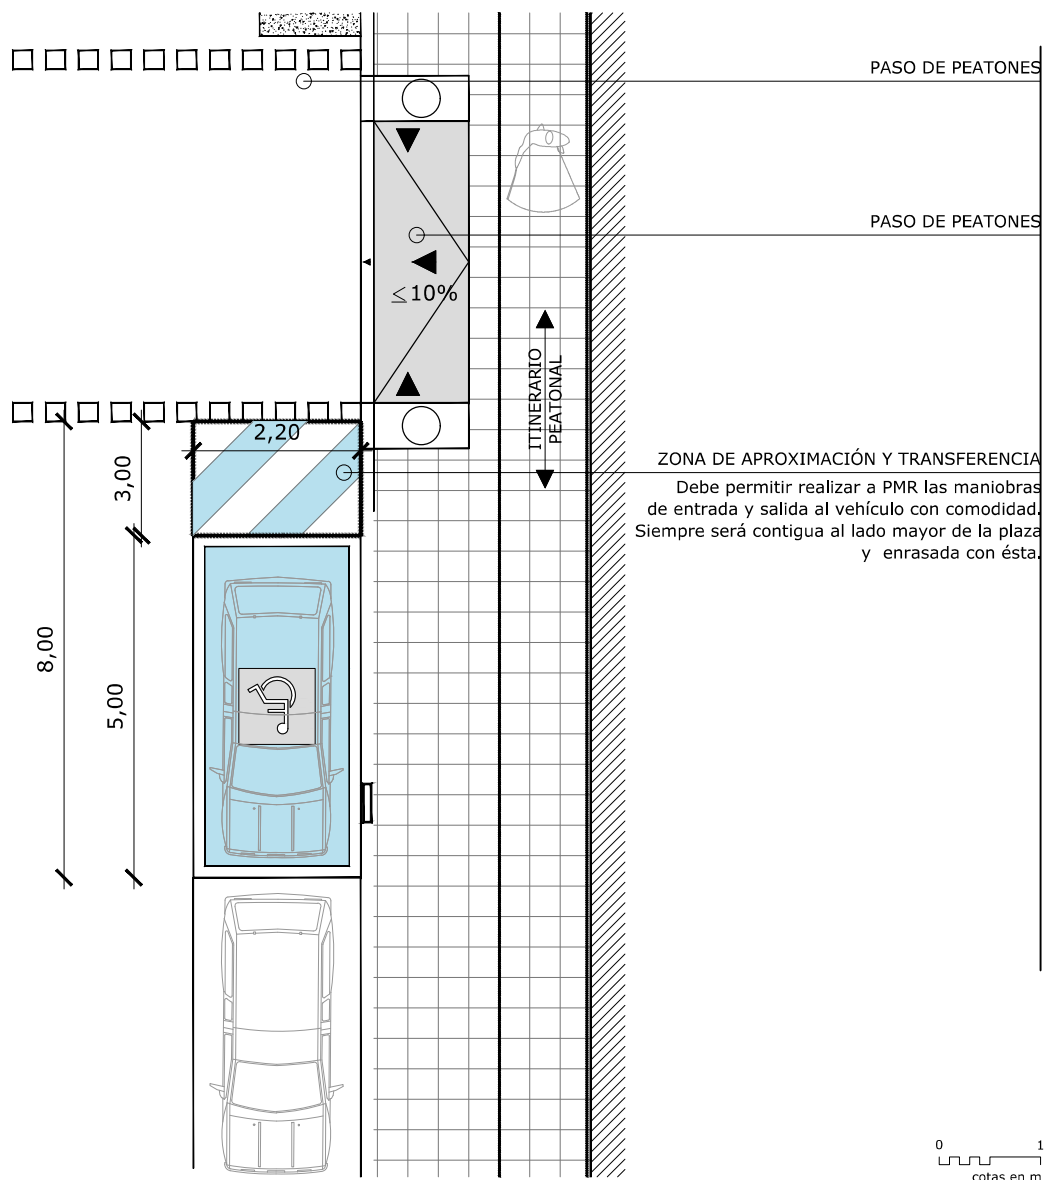 PASO DE PEATONES
PASO DE PEATONES
≤10%
ITINERARIO
PEATONAL
2,20
3,00
ZONA DE APROXIMACIÓN Y TRANSFERENCIA
Debe permitir realizar a PMR las maniobras
de entrada y salida al vehículo con comodidad.
Siempre será contigua al lado mayor de la plaza
y enrasada con ésta.
8,00
5,00
0 1
cotas en m